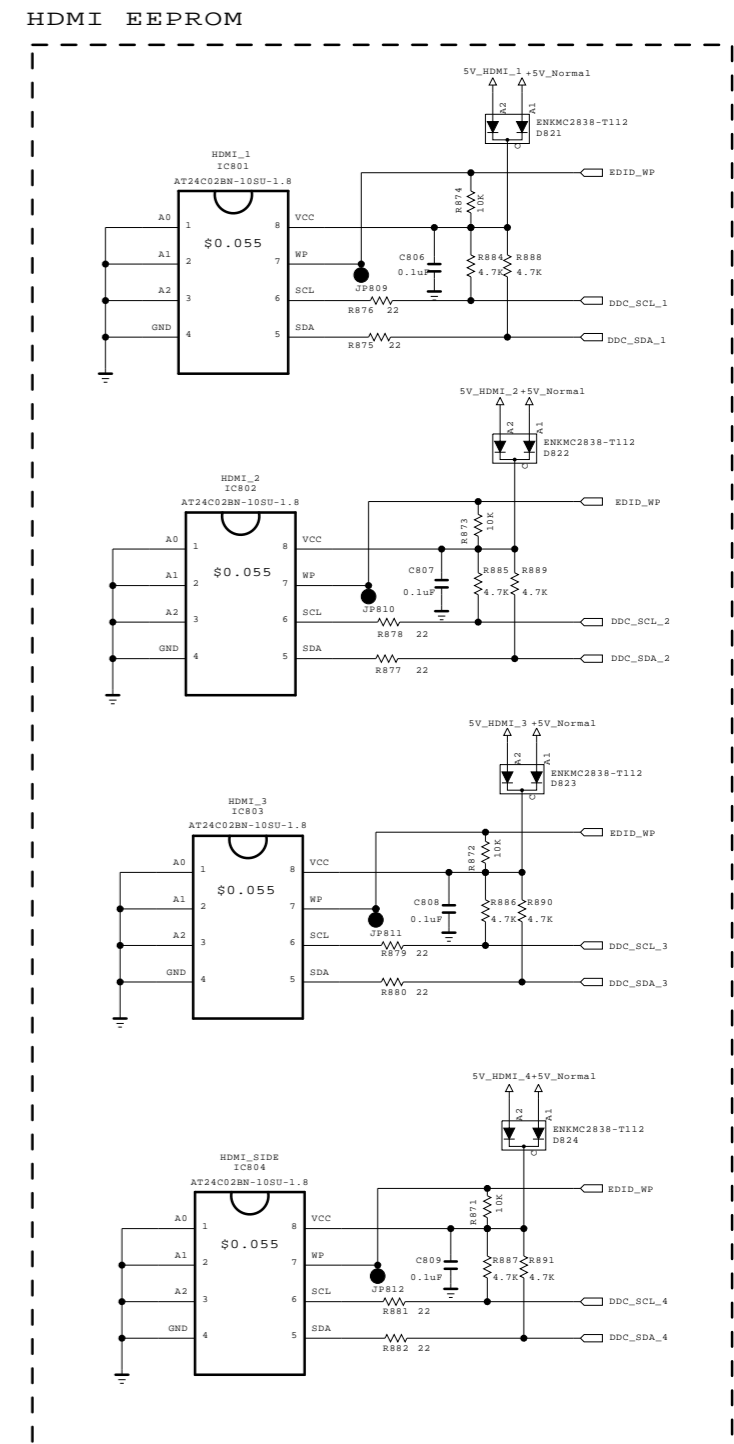 HDMI EEPROM
5V_HDMI_1 +5V_Normal
A2 A1
ENKMC2838-T112
D821
C
HDMI_1
IC801
AT24C02BN-10SU-1.8
EDID_WP
R874 10K
A0 1 8 VCC
$0.055
A1 2 7 WP
C806 R884 R888
0.1uF 4.7K 4.7K
JP809
A2 3 6 SCL
R876 22
DDC_SCL_1
GND 4 5 SDA
R875 22
DDC_SDA_1
5V_HDMI_2 +5V_Normal
A2 A1
ENKMC2838-T112
D822
C
HDMI_2
IC802
AT24C02BN-10SU-1.8
EDID_WP
R873 10K
A0 1 8 VCC
$0.055
A1 2 7 WP
C807 R885 R889
0.1uF 4.7K 4.7K
JP810
A2 3 6 SCL
R878 22
DDC_SCL_2
GND 4 5 SDA
R877 22
DDC_SDA_2
5V_HDMI_3 +5V_Normal
A2 A1
ENKMC2838-T112
D823
C
HDMI_3
IC803
AT24C02BN-10SU-1.8
EDID_WP
R872 10K
A0 1 8 VCC
$0.055
A1 2 7 WP
C808 R886 R890
0.1uF 4.7K 4.7K
JP811
A2 3 6 SCL
R879 22
DDC_SCL_3
GND 4 5 SDA
R880 22
DDC_SDA_3
5V_HDMI_4 +5V_Normal
A2 A1
ENKMC2838-T112
D824
C
HDMI_SIDE
IC804
AT24C02BN-10SU-1.8
EDID_WP
R871 10K
A0 1 8 VCC
$0.055
A1 2 7 WP
C809 R887 R891
0.1uF 4.7K 4.7K
JP812
A2 3 6 SCL
R881 22
DDC_SCL_4
GND 4 5 SDA
R882 22
DDC_SDA_4